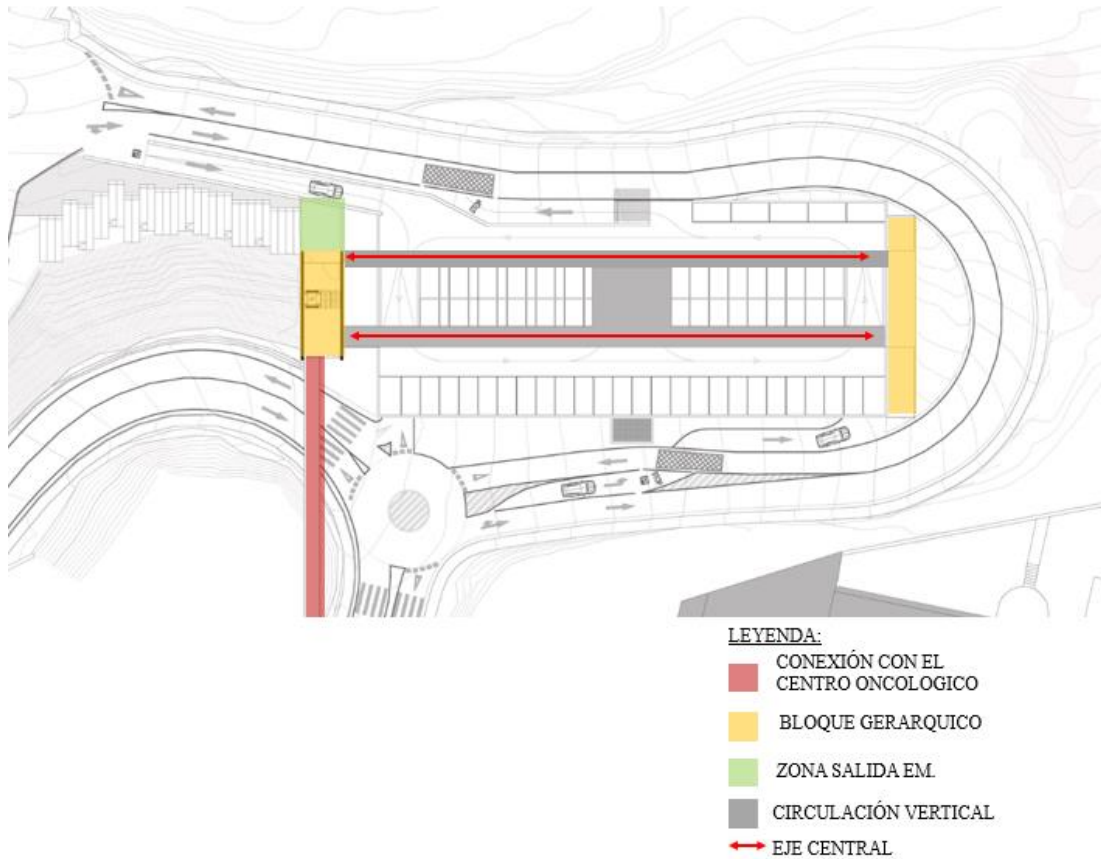 LEYENDA:
CONEXIÓN CON EL
CENTRO ONCOLOGICO
BLOQUE GERARQUICO
ZONA SALIDA EM.
CIRCULACIÓN VERTICAL
EJE CENTRAL